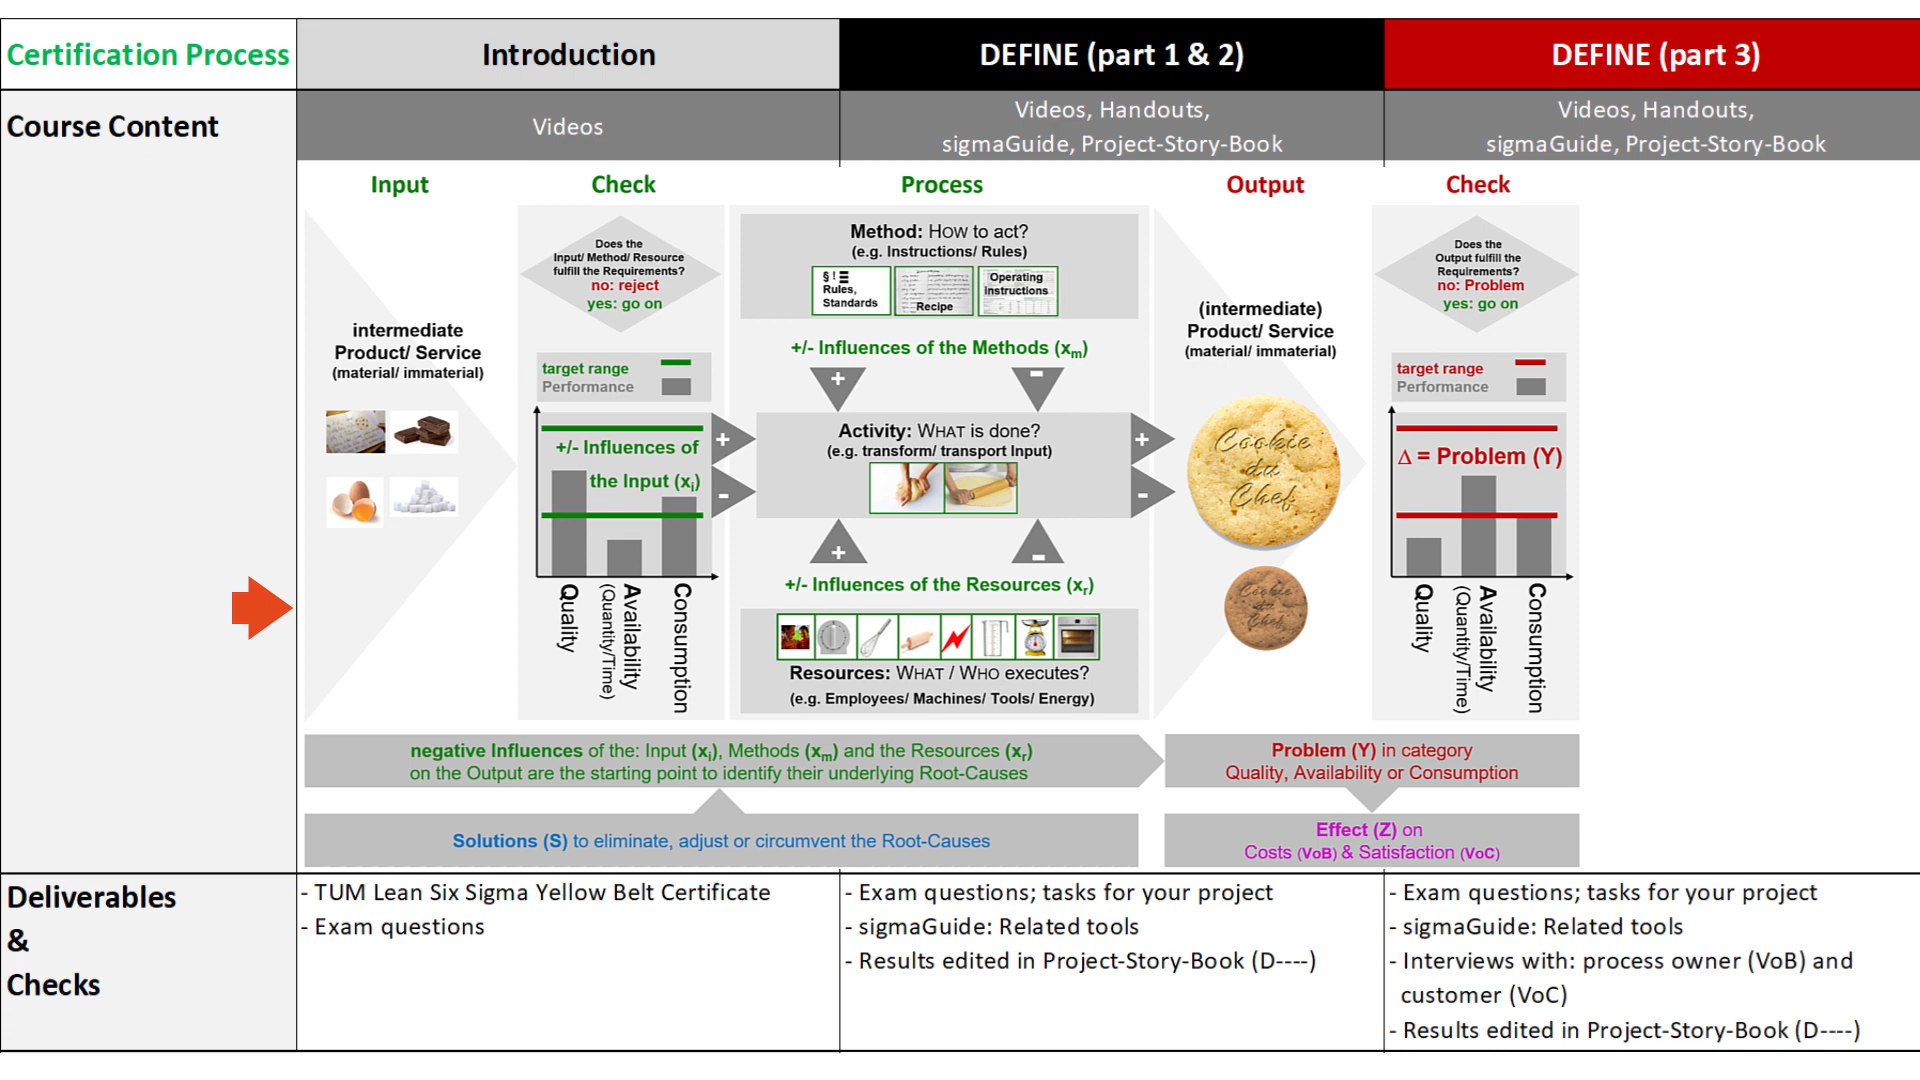 Certification Process
Introduction
DEFINE (part 1 & 2)
DEFINE (part 3)
Course Content
Videos
Videos, Handouts,
sigmaGuide, Project-Story-Book
Videos, Handouts,
sigmaGuide, Project-Story-Book
Input
Check
Process
Output
Check
intermediate
Product/ Service
(material/ immaterial)
Does the
Input/ Method/ Resource
fulfill the Requirements?
no: reject
yes: go on
target range
Performance
+/- Influences of
the Input (xi)
Quality
Availability
(Quantity/Time)
Consumption
Method: HOW to act?
(e.g. Instructions/ Rules)
§ ! 
Rules,
Standards
Recipe
Operating
instructions
+/- Influences of the Methods (xm)
+
-
+
-
Activity: WHAT is done?
(e.g. transform/ transport Input)
+
-
+
-
+/- Influences of the Resources (xr)
Resources: WHAT / WHO executes?
(e.g. Employees/ Machines/ Tools/ Energy)
(intermediate)
Product/ Service
(material/ immaterial)
Cookie
du
Chef
Cookie
du
Chef
Does the
Output fulfill the
Requirements?
no: Problem
yes: go on
target range
Performance
Δ = Problem (Y)
Quality
Availability
(Quantity/Time)
Consumption
negative Influences of the: Input (xi), Methods (xm) and the Resources (xr)
on the Output are the starting point to identify their underlying Root-Causes
Problem (Y) in category
Quality, Availability or Consumption
Solutions (S) to eliminate, adjust or circumvent the Root-Causes
Effect (Z) on
Costs (VoB) & Satisfaction (VoC)
Deliverables
&
Checks
- TUM Lean Six Sigma Yellow Belt Certificate
- Exam questions
- Exam questions; tasks for your project
- sigmaGuide: Related tools
- Results edited in Project-Story-Book (D----)
- Exam questions; tasks for your project
- sigmaGuide: Related tools
- Interviews with: process owner (VoB) and
customer (VoC)
- Results edited in Project-Story-Book (D----)